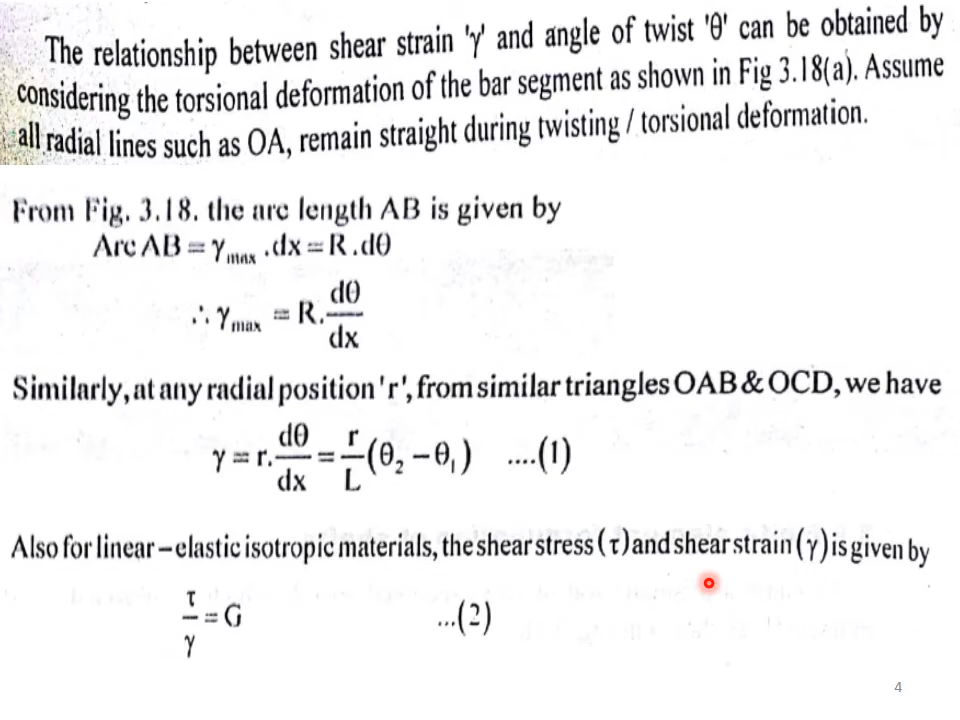 The relationship between shear strain 'γ' and angle of twist 'θ' can be obtained by
considering the torsional deformation of the bar segment as shown in Fig 3.18(a). Assume
all radial lines such as OA, remain straight during twisting / torsional deformation.
From Fig. 3.18. the arc length AB is given by
Arc AB = γmax .dx = R.dθ
∴ γmax = R. dθ/dx
Similarly, at any radial position 'r', from similar triangles OAB & OCD, we have
γ = r. dθ/dx = r/L (θ₂ – θ₁) ....(1)
Also for linear – elastic isotropic materials, the shear stress (τ) and shear strain (γ) is given by
τ/γ = G ...(2)
4